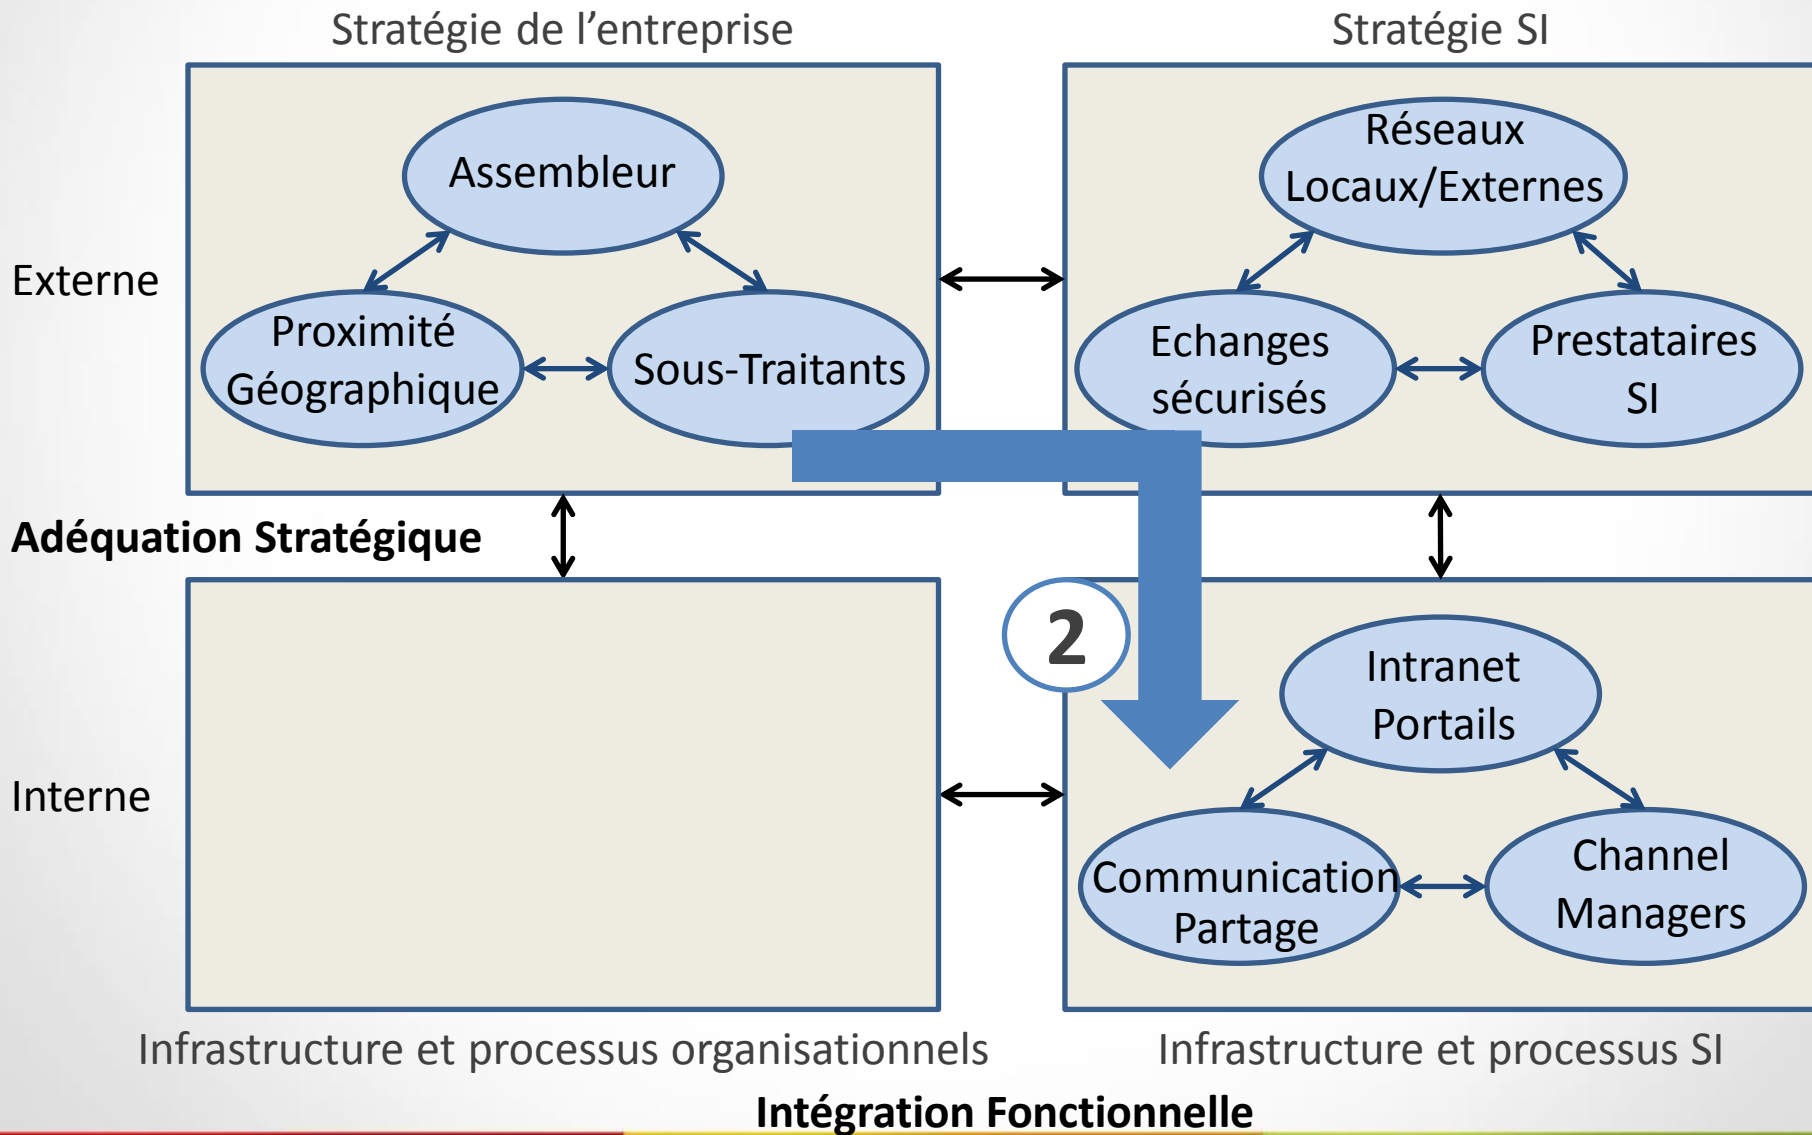 Stratégie de l'entreprise
Stratégie SI
Externe
Assembleur
Proximité
Géographique
Sous-Traitants
Réseaux
Locaux/Externes
Echanges
sécurisés
Prestataires
SI
Adéquation Stratégique
2
Interne
Intranet
Portails
Communication
Partage
Channel
Managers
Infrastructure et processus organisationnels
Infrastructure et processus SI
Intégration Fonctionnelle